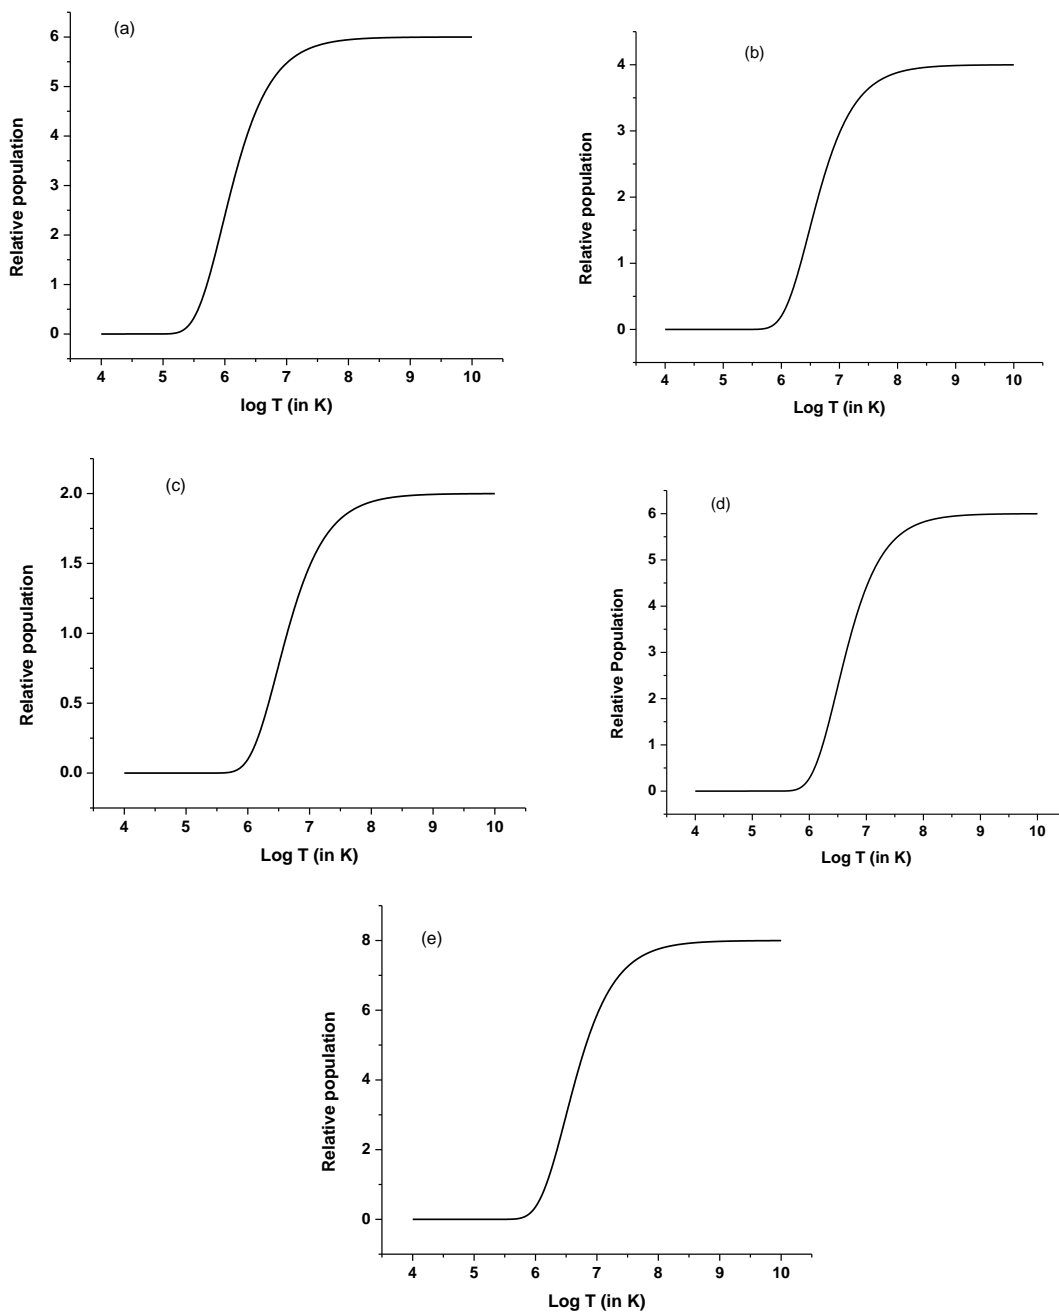 (a)
6
5
4
3
2
1
0
Relative population
4 5 6 7 8 9 10
log T (in K)
(b)
4
3
2
1
0
Relative population
4 5 6 7 8 9 10
Log T (in K)
(c)
2.0
1.5
1.0
0.5
0.0
Relative population
4 5 6 7 8 9 10
Log T (in K)
(d)
6
5
4
3
2
1
0
Relative Population
4 5 6 7 8 9 10
Log T (in K)
(e)
8
6
4
2
0
Relative population
4 5 6 7 8 9 10
Log T (in K)